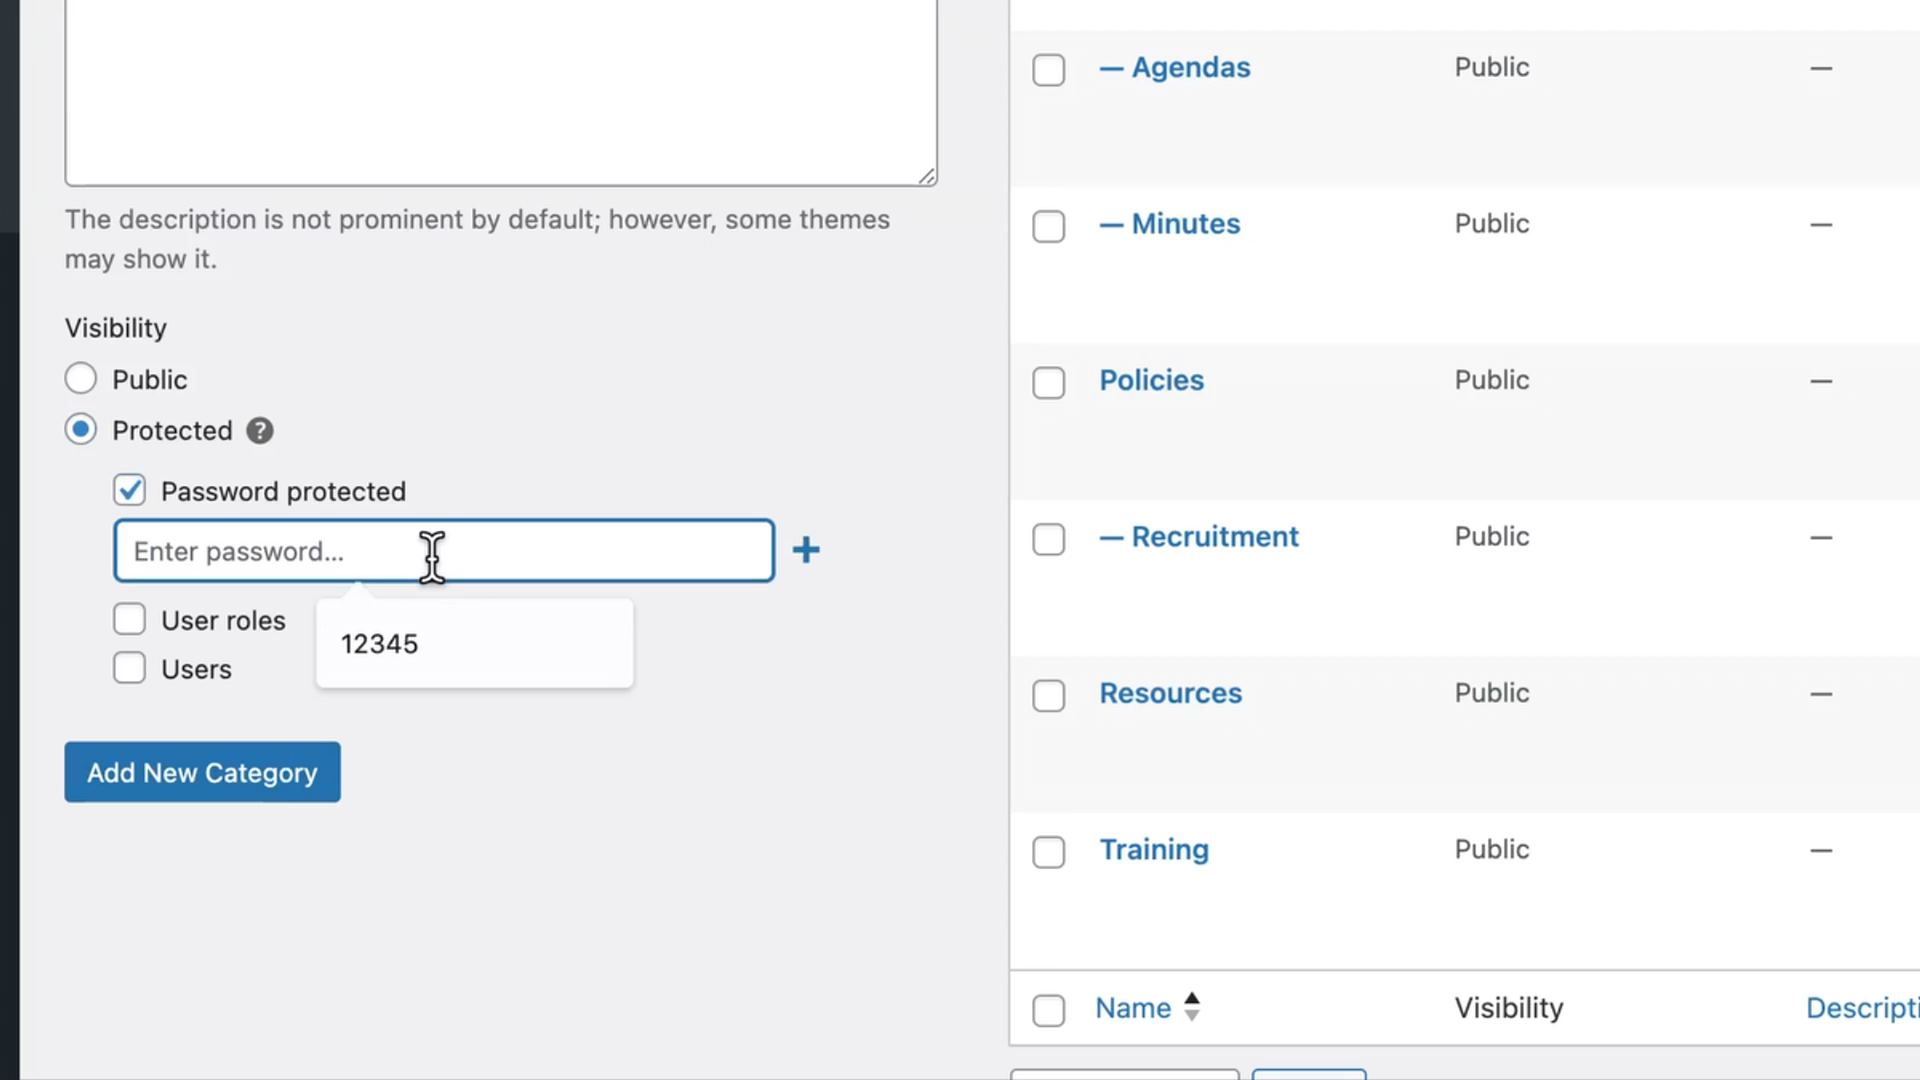 The description is not prominent by default; however, some themes
may show it.
Visibility
Public
Protected ?
Password protected
Enter password...
12345
User roles
Users
Add New Category
— Agendas Public —
— Minutes Public —
Policies Public —
— Recruitment Public —
Resources Public —
Training Public —
Name Visibility Descripti